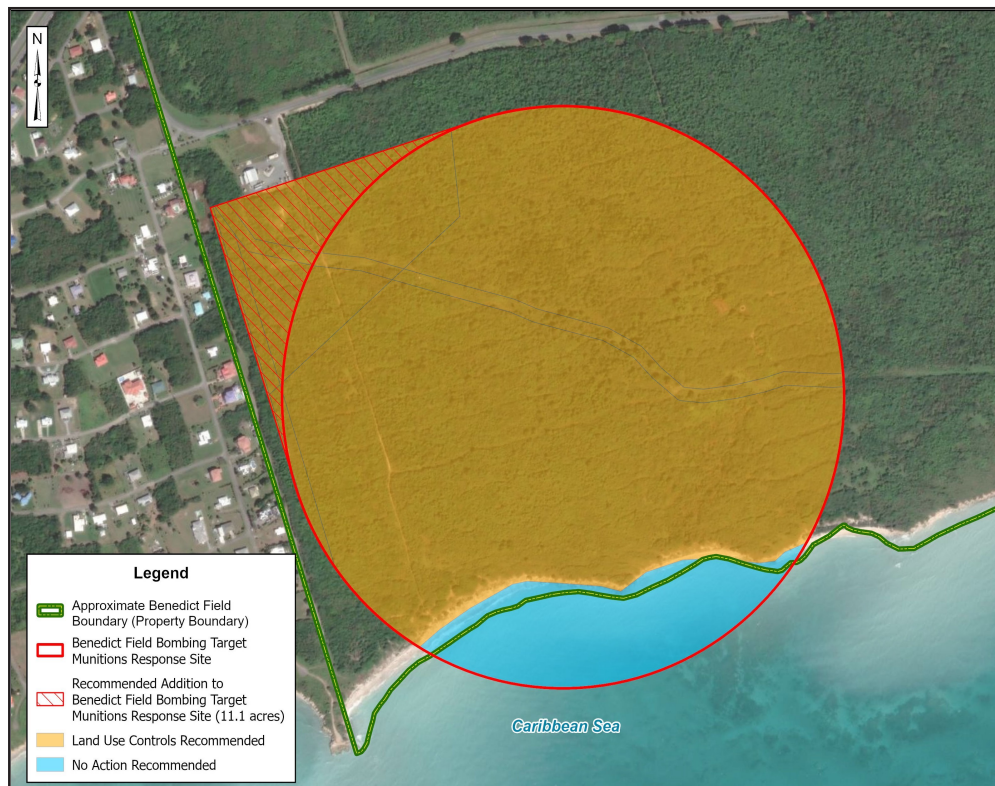 N
Legend
Approximate Benedict Field
Boundary (Property Boundary)
Benedict Field Bombing Target
Munitions Response Site
Recommended Addition to
Benedict Field Bombing Target
Munitions Response Site (11.1 acres)
Land Use Controls Recommended
No Action Recommended
Caribbean Sea